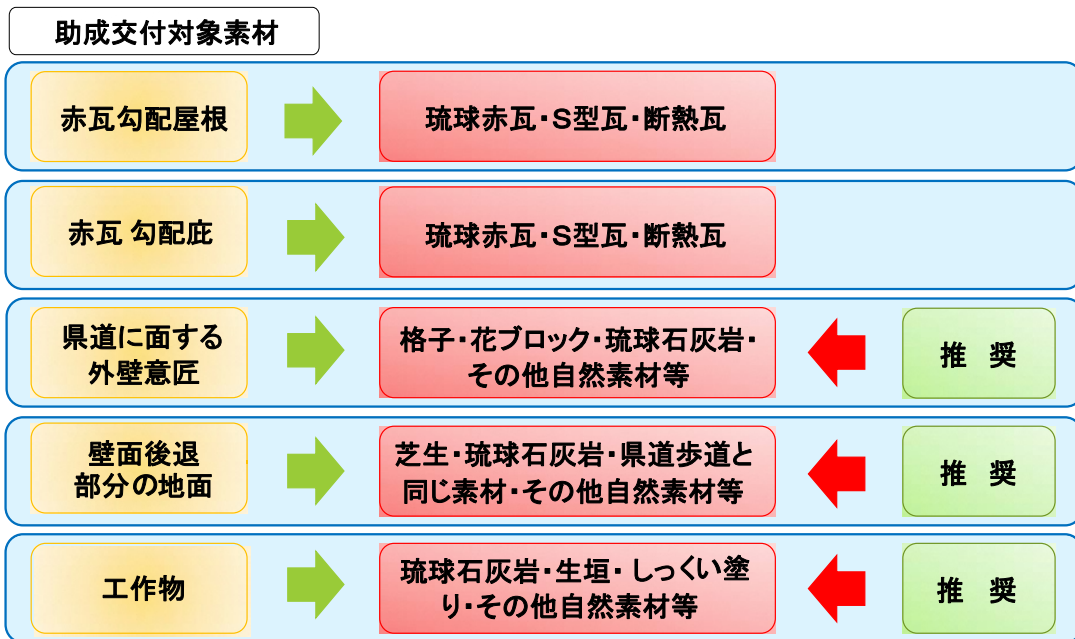 助成交付対象素材
赤瓦勾配屋根
琉球赤瓦・S型瓦・断熱瓦
赤瓦 勾配庇
琉球赤瓦・S型瓦・断熱瓦
県道に面する
外壁意匠
格子・花ブロック・琉球石灰岩・
その他自然素材等
推 奨
壁面後退
部分の地面
芝生・琉球石灰岩・県道歩道と
同じ素材・その他自然素材等
推 奨
工作物
琉球石灰岩・生垣・しっくい塗
り・その他自然素材等
推 奨